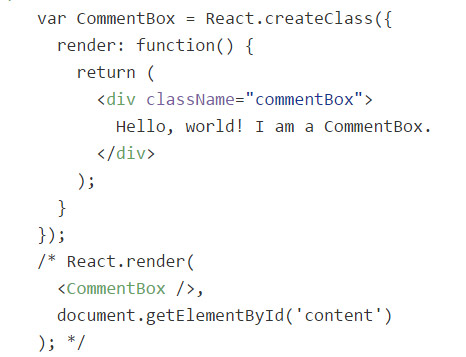 var CommentBox = React.createClass({
  render: function() {
    return (
      <div className="commentBox">
        Hello, world! I am a CommentBox.
      </div>
    );
  }
});
/* React.render(
  <CommentBox />,
  document.getElementById('content')
); */